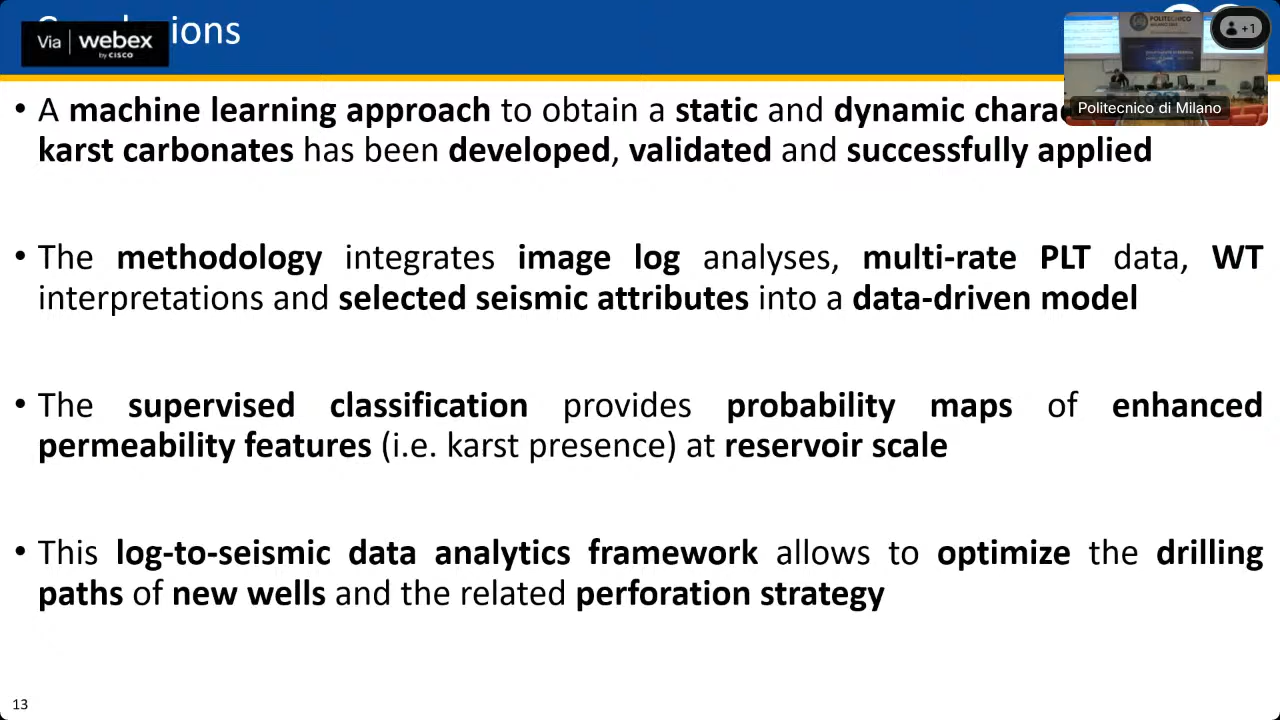 Via webex
by CISCO
ions
+1
POLITECNICO
Politecnico di Milano
• A machine learning approach to obtain a static and dynamic charac
karst carbonates has been developed, validated and successfully applied
• The methodology integrates image log analyses, multi-rate PLT data, WT
interpretations and selected seismic attributes into a data-driven model
• The supervised classification provides probability maps of enhanced
permeability features (i.e. karst presence) at reservoir scale
• This log-to-seismic data analytics framework allows to optimize the drilling
paths of new wells and the related perforation strategy
13